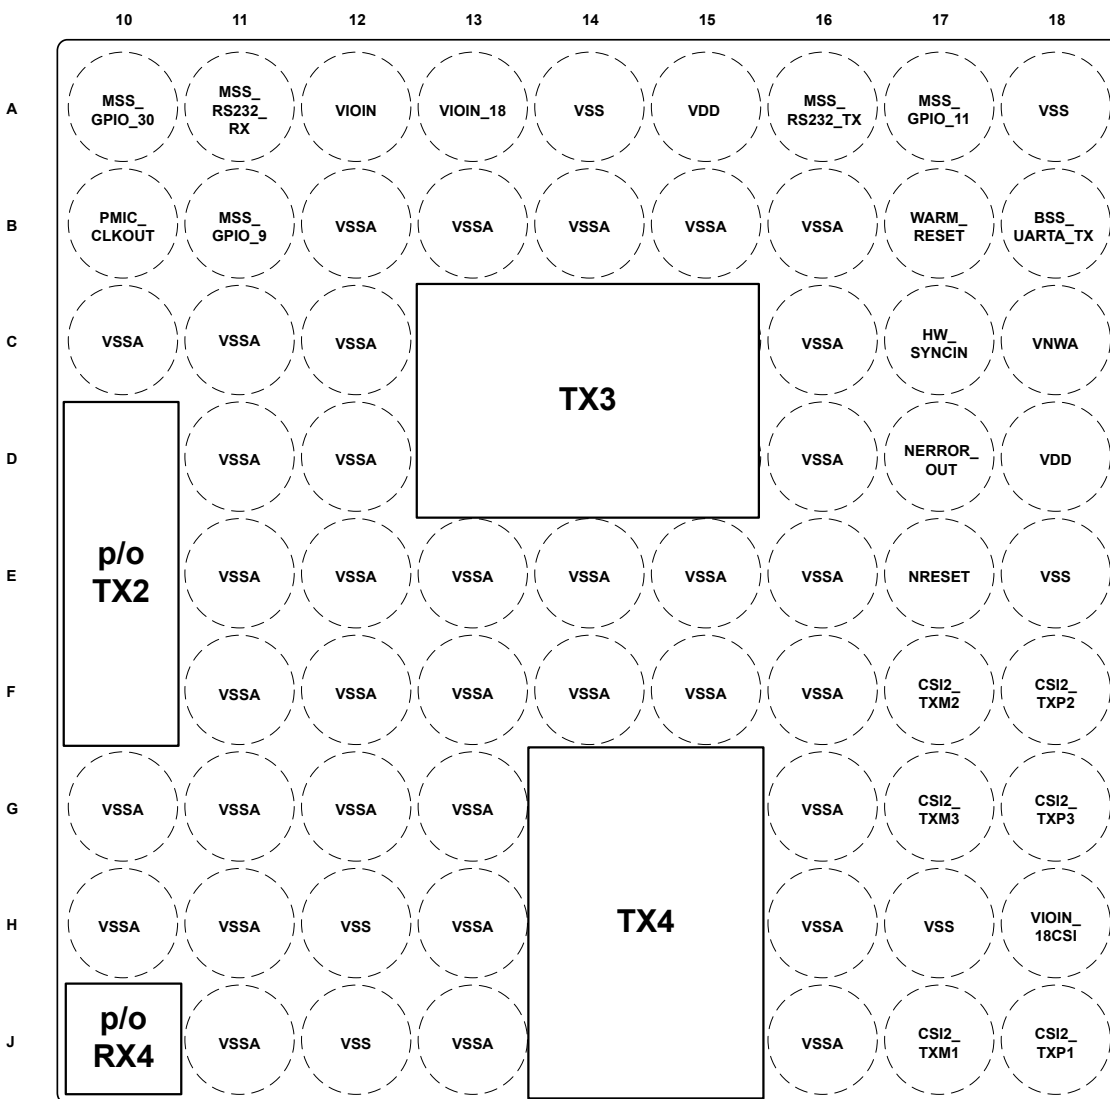 10 11 12 13 14 15 16 17 18
A
MSS_
GPIO_30
MSS_
RS232_
RX
VIOIN
VIOIN_18
VSS
VDD
MSS_
RS232_TX
MSS_
GPIO_11
VSS
B
PMIC_
CLKOUT
MSS_
GPIO_9
VSSA
VSSA
VSSA
VSSA
VSSA
WARM_
RESET
BSS_
UARTA_TX
C
VSSA
VSSA
VSSA
TX3
VSSA
HW_
SYNCIN
VNWA
D
VSSA
VSSA
VSSA
NERROR_
OUT
VDD
E
p/o
TX2
VSSA
VSSA
VSSA
VSSA
VSSA
VSSA
NRESET
VSS
F
VSSA
VSSA
VSSA
VSSA
VSSA
VSSA
CSI2_
TXM2
CSI2_
TXP2
G
VSSA
VSSA
VSSA
VSSA
VSSA
CSI2_
TXM3
CSI2_
TXP3
H
VSSA
VSSA
VSS
VSSA
TX4
VSSA
VSS
VIOIN_
18CSI
J
p/o
RX4
VSSA
VSS
VSSA
VSSA
CSI2_
TXM1
CSI2_
TXP1